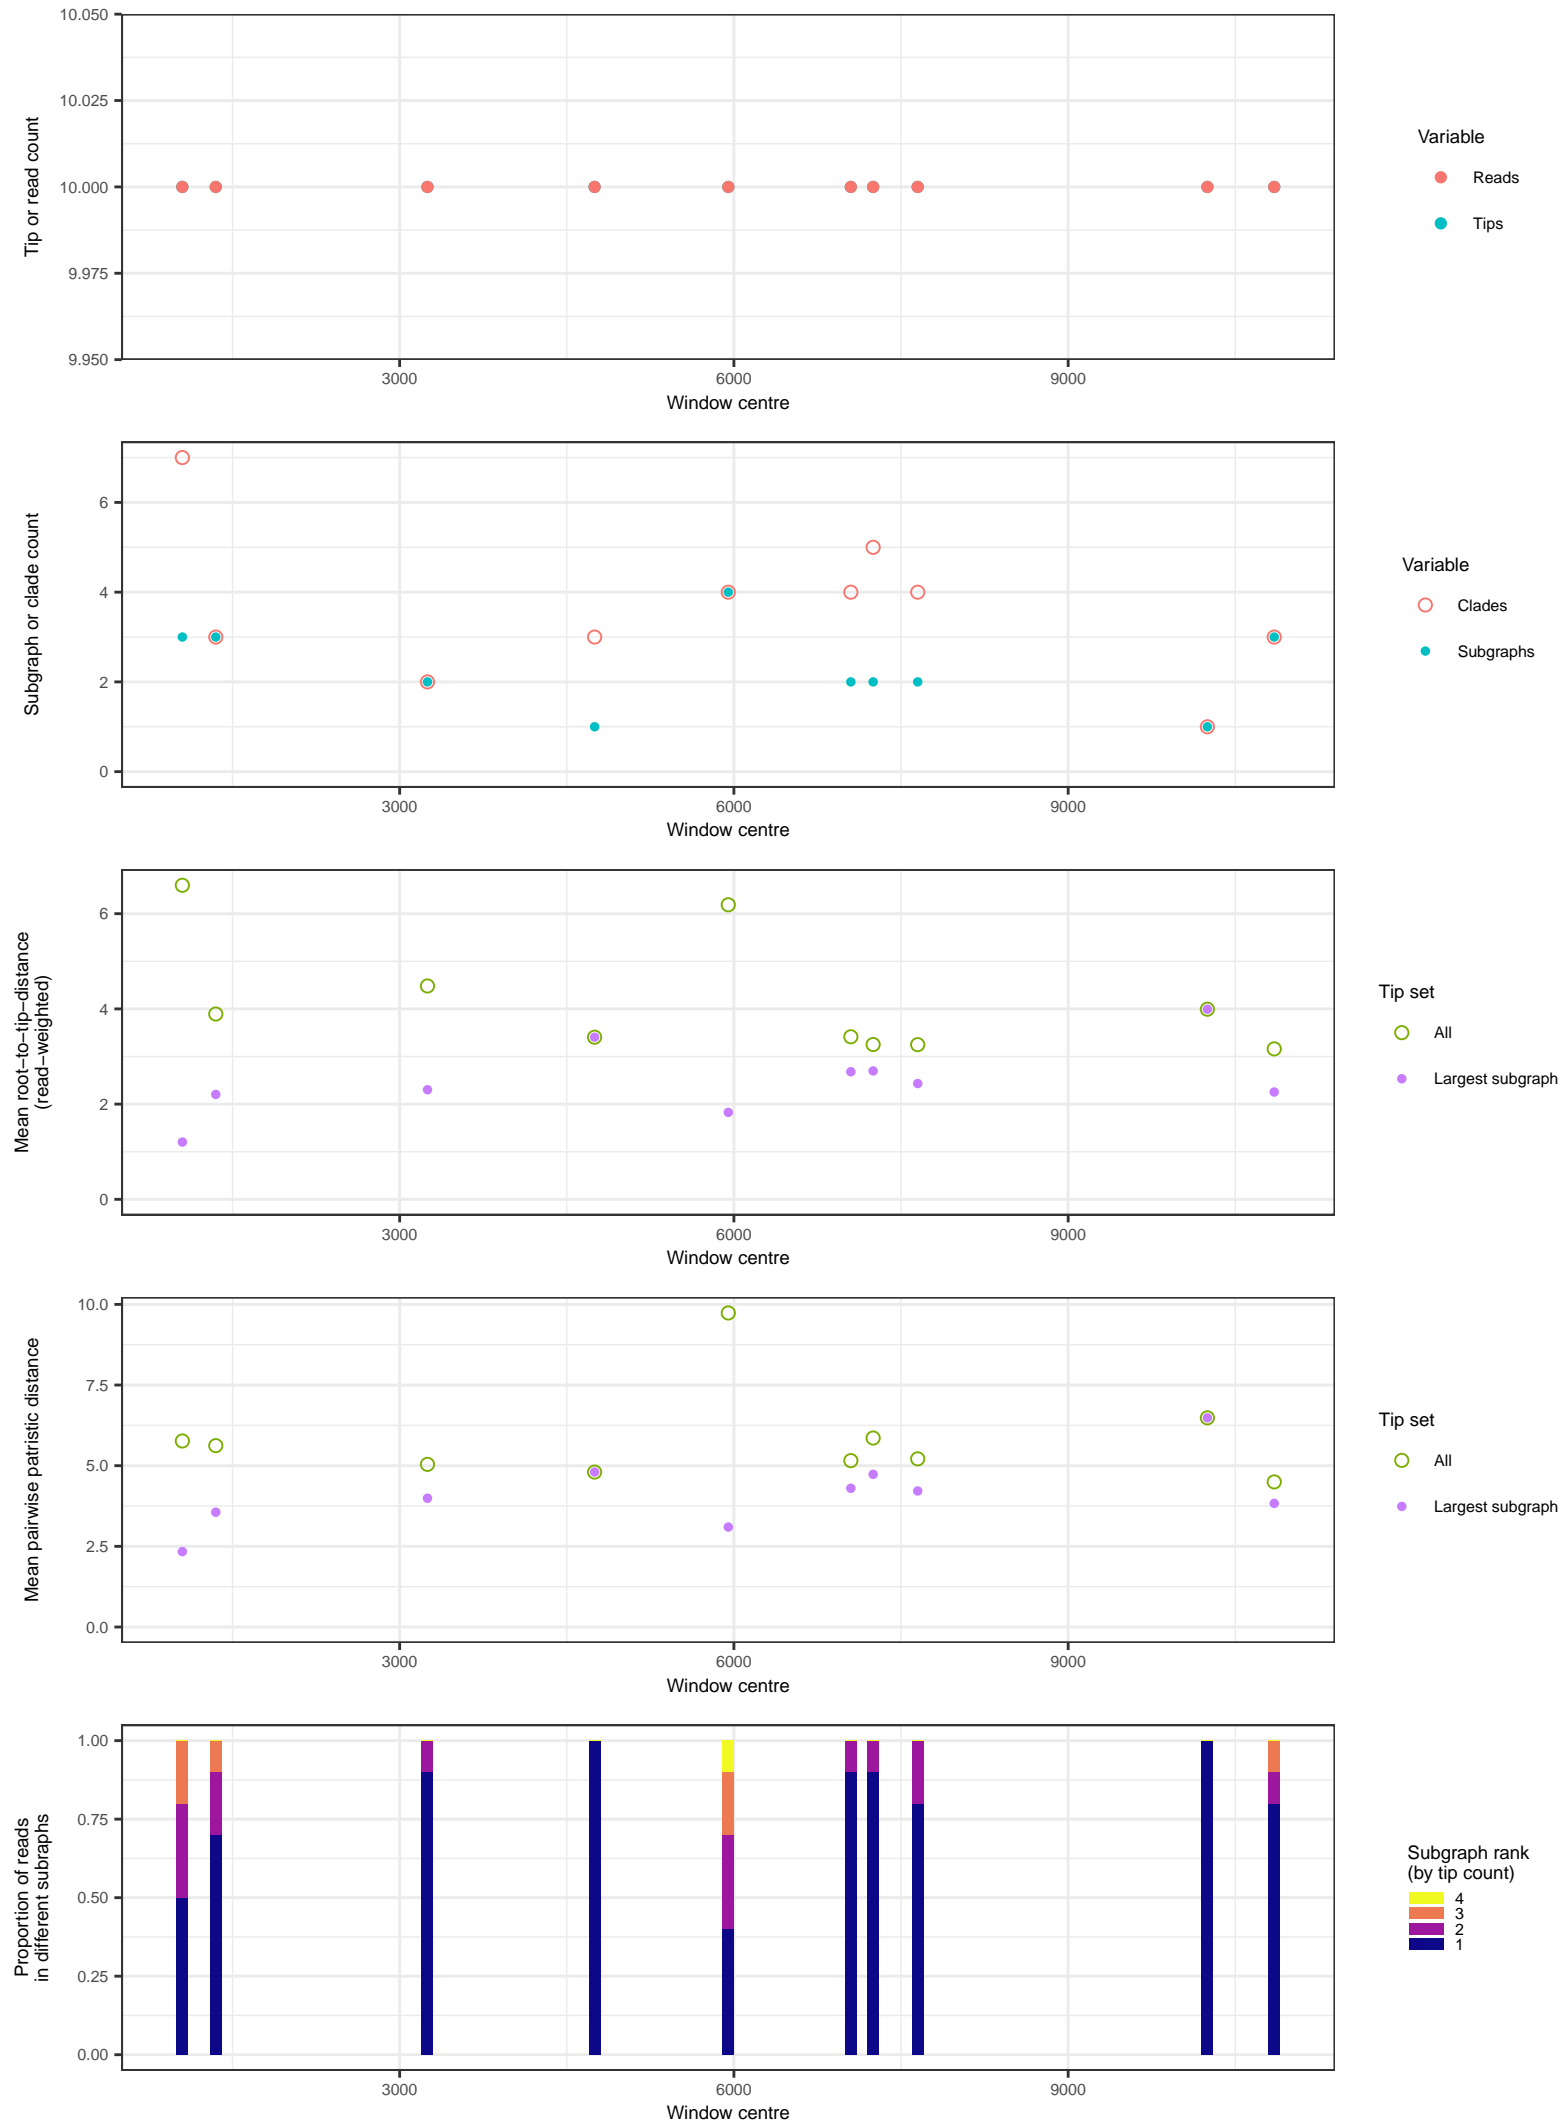 10.050
10.025
10.000
9.975
9.950
Tip or read count
3000
6000
9000
Window centre
Variable
Reads
Tips
6
4
2
0
Subgraph or clade count
3000
6000
9000
Window centre
Variable
Clades
Subgraphs
6
4
2
0
Mean root−to−tip−distance
(read−weighted)
3000
6000
9000
Window centre
Tip set
All
Largest subgraph
10.0
7.5
5.0
2.5
0.0
Mean pairwise patristic distance
3000
6000
9000
Window centre
Tip set
All
Largest subgraph
1.00
0.75
0.50
0.25
0.00
Proportion of reads
in different subraphs
3000
6000
9000
Window centre
Subgraph rank
(by tip count)
4
3
2
1